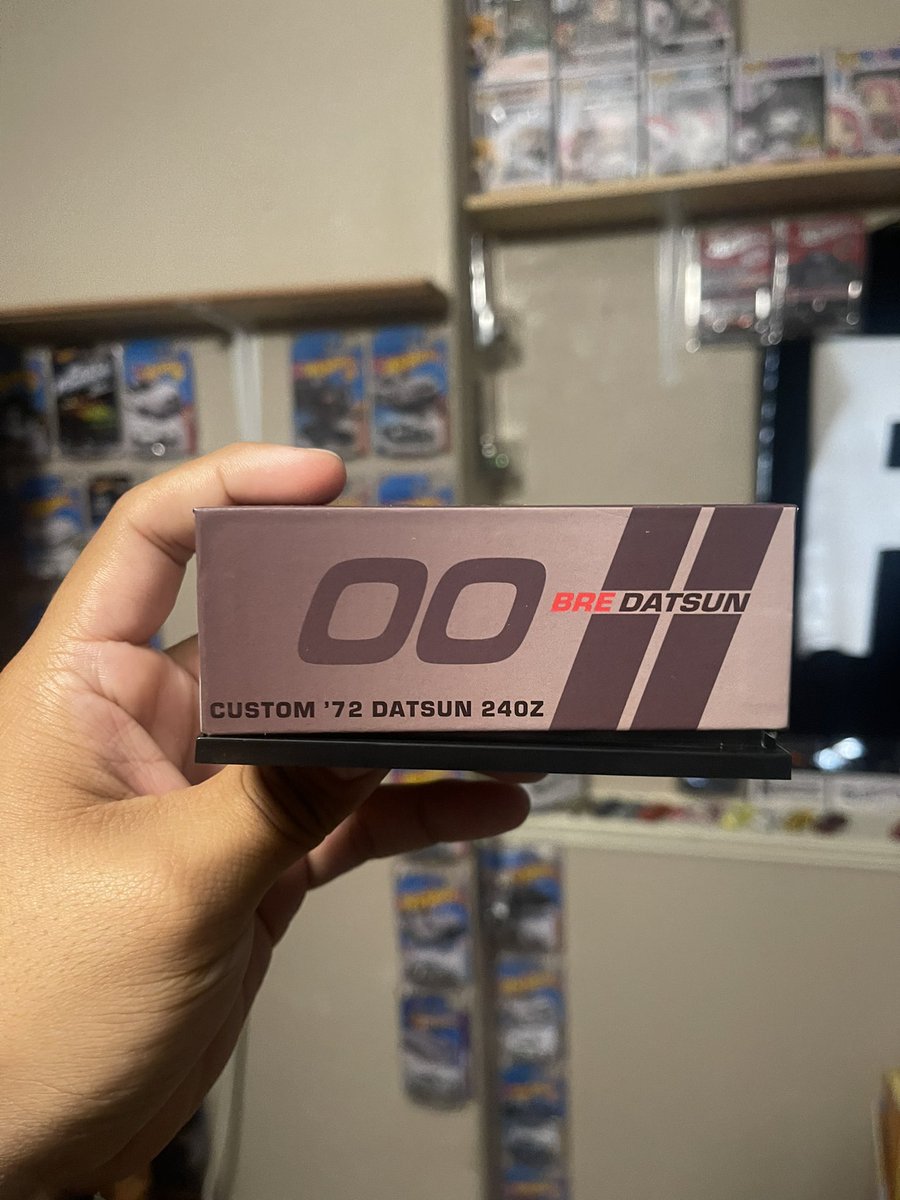 00
BRE DATSUN
CUSTOM '72 DATSUN 240Z